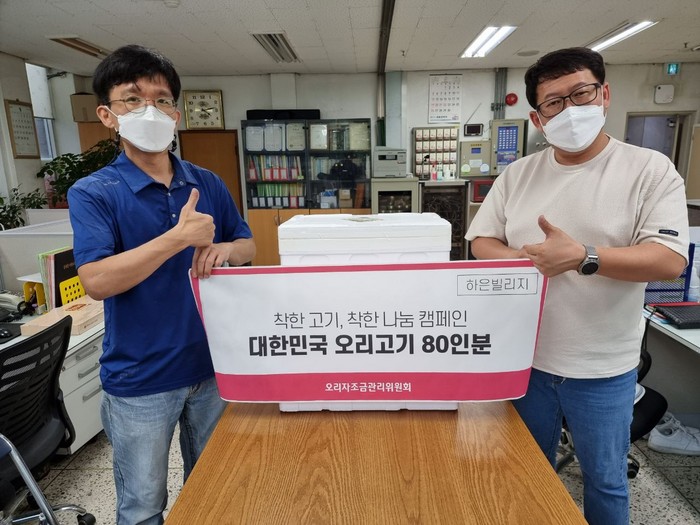 하은빌리지
착한 고기, 착한 나눔 캠페인
대한민국 오리고기 80인분
오리자조금관리위원회